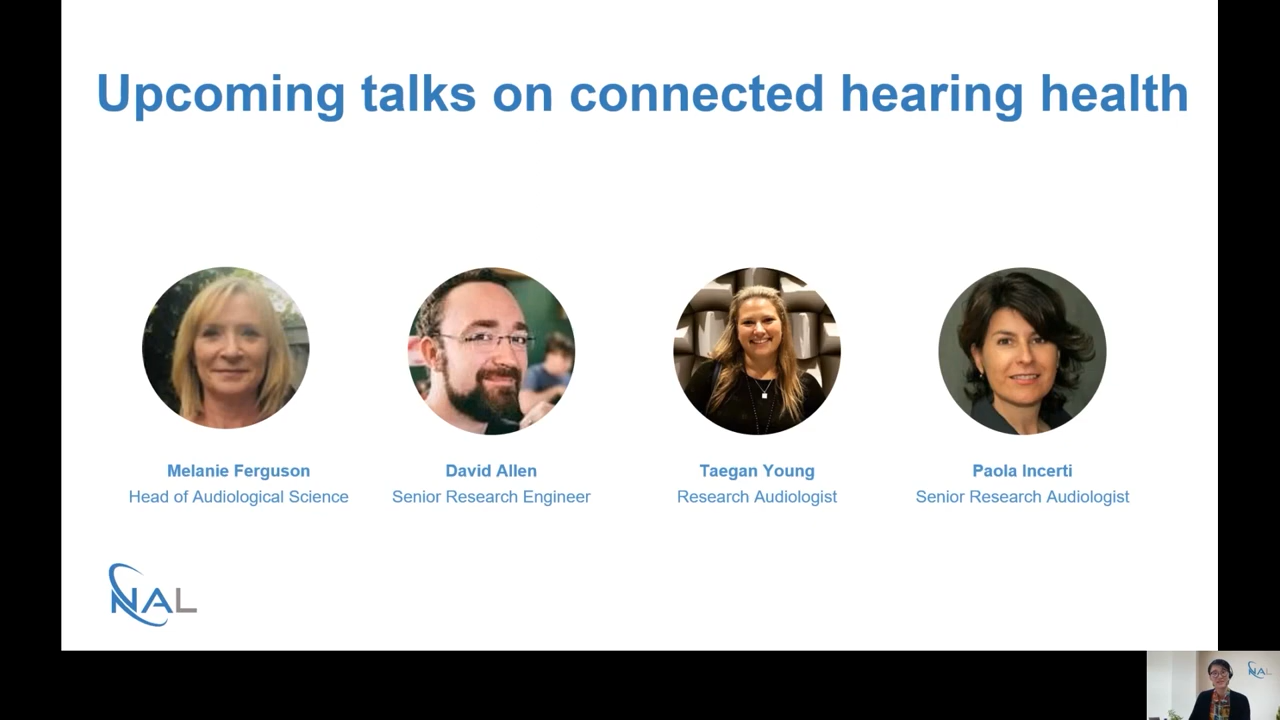 Upcoming talks on connected hearing health
Melanie Ferguson
Head of Audiological Science
David Allen
Senior Research Engineer
Taegan Young
Research Audiologist
Paola Incerti
Senior Research Audiologist
NAL
NAL